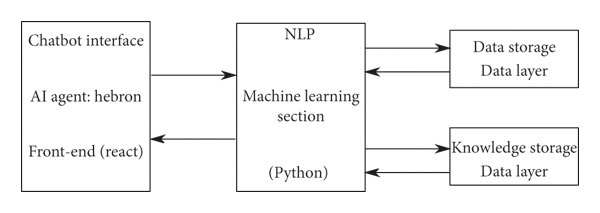 Chatbot interface
AI agent: hebron
Front-end (react)
NLP
Machine learning
section
(Python)
Data storage
Data layer
Knowledge storage
Data layer